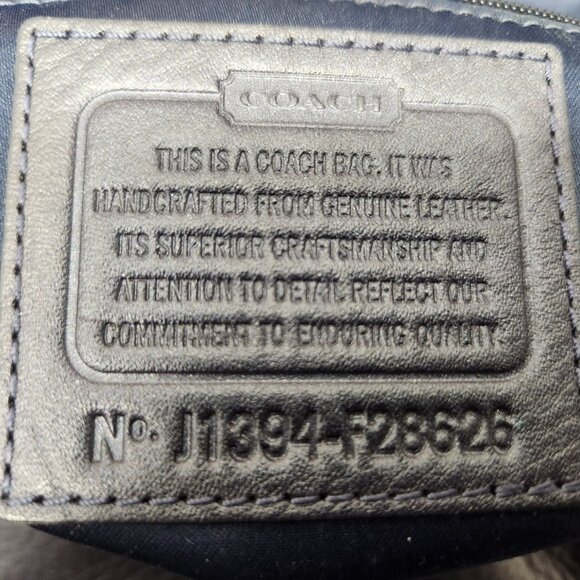 COACH
THIS IS A COACH BAG. IT WAS
HANDCRAFTED FROM GENUINE LEATHER.
ITS SUPERIOR CRAFTSMANSHIP AND
ATTENTION TO DETAIL REFLECT OUR
COMMITMENT TO ENDURING QUALITY.
No. J1394-F28626